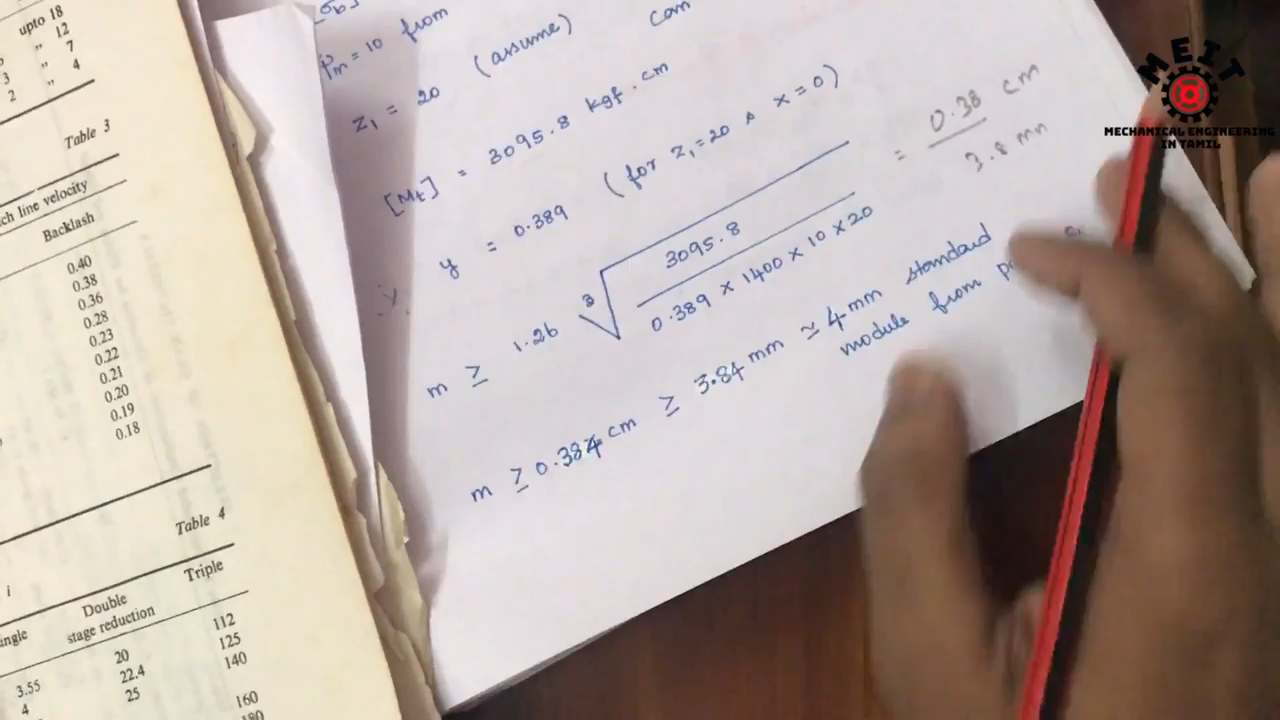 upto 18
" 12
3 " 7
2 " 4
Table 3
ch line velocity
Backlash
0.40
0.38
0.36
0.28
0.23
0.22
0.21
0.20
0.19
0.18
Table 4
i
Double
stage reduction
Triple
3.55 20 112
4 22.4 125
25 140
160
180
[σb]
ψm = 10 from
Z1 = 20 (assume)
[Mt] = 3095.8 kgf.cm
y = 0.389 (for Z1 = 20 & x = 0)
m ≥ 1.26 ∛(3095.8 / 0.389 × 1400 × 10 × 20) = 0.38 cm
3.8 mm
m ≥ 0.384 cm ≥ 3.84 mm ≃ 4 mm standard
module from
MEIT
MECHANICAL ENGINEERING
IN TAMIL